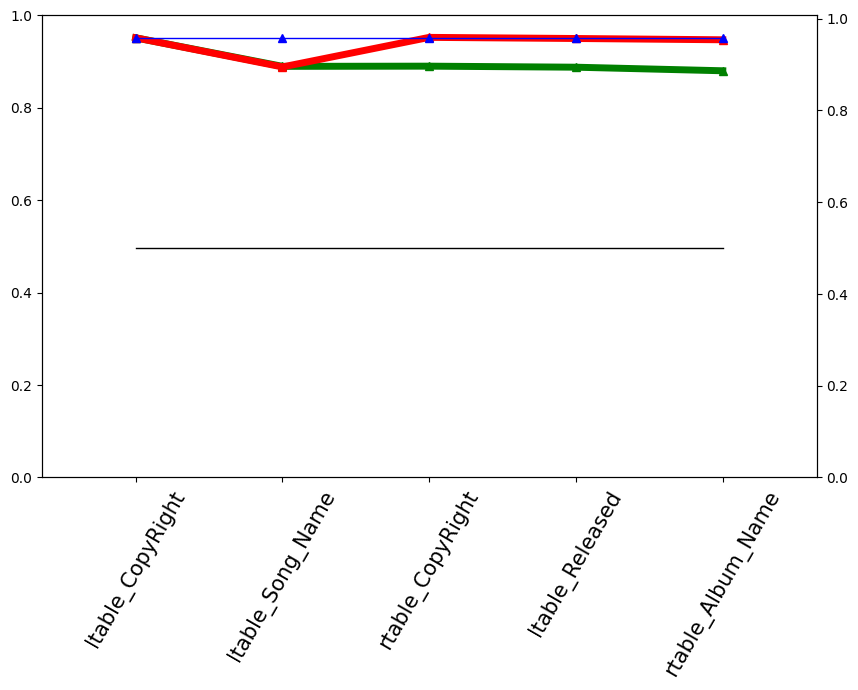 1.0
0.8
0.6
0.4
0.2
0.0
1.0
0.8
0.6
0.4
0.2
0.0
ltable_CopyRight
ltable_Song_Name
rtable_CopyRight
ltable_Released
rtable_Album_Name